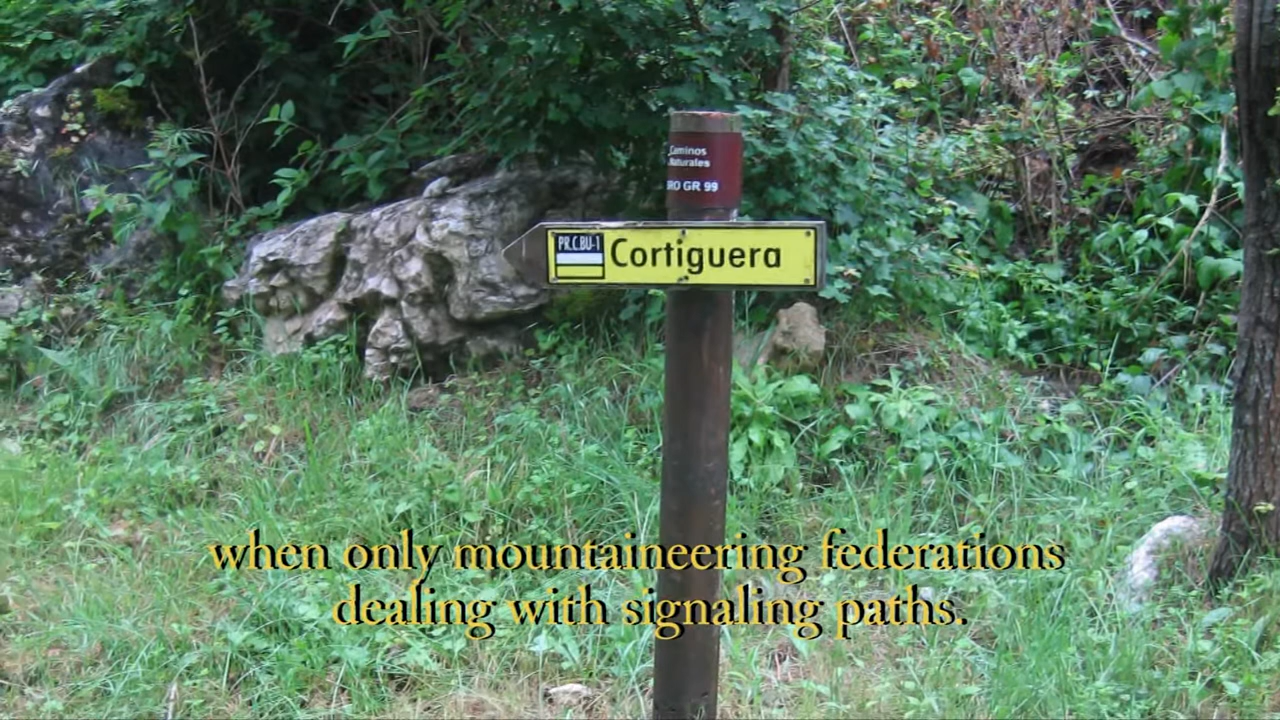 Caminos
Naturales
RO GR 99
PR.C.BU-1
Cortiguera
when only mountaineering federations
dealing with signaling paths.